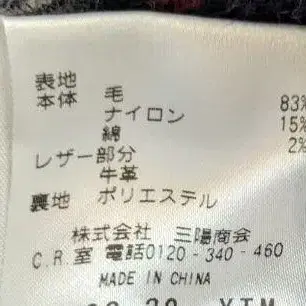 表地
本体 毛 83%
ナイロン 15%
綿 2%
レザー部分
牛革
裏地 ポリエステル
株式会社 三陽商会
C.R.室 電話0120-340-460
MADE IN CHINA